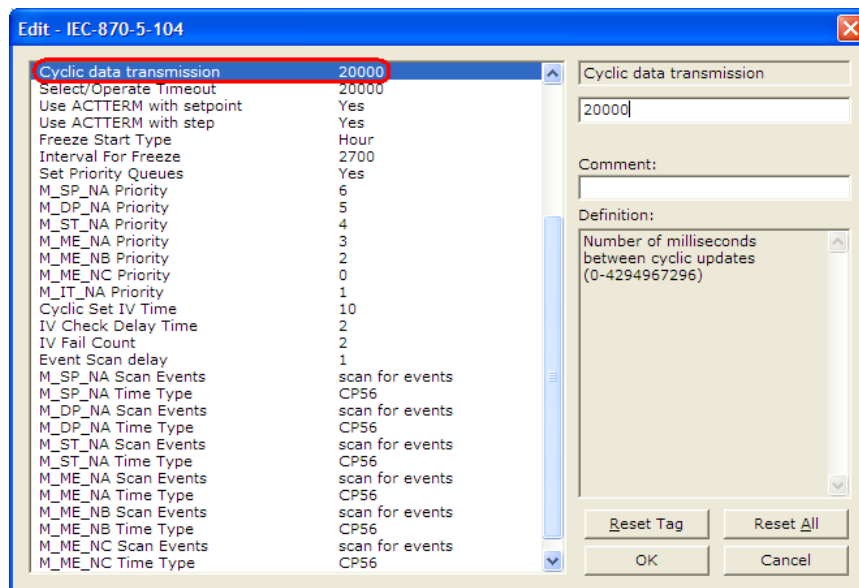 Edit - IEC-870-5-104
Cyclic data transmission 20000
Select/Operate Timeout 20000
Use ACTTERM with setpoint Yes
Use ACTTERM with step Yes
Freeze Start Type Hour
Interval For Freeze 2700
Set Priority Queues Yes
M_SP_NA Priority 6
M_DP_NA Priority 5
M_ST_NA Priority 4
M_ME_NA Priority 3
M_ME_NB Priority 2
M_ME_NC Priority 0
M_IT_NA Priority 1
Cyclic Set IV Time 10
IV Check Delay Time 2
IV Fail Count 2
Event Scan delay 1
M_SP_NA Scan Events scan for events
M_SP_NA Time Type CP56
M_DP_NA Scan Events scan for events
M_DP_NA Time Type CP56
M_ST_NA Scan Events scan for events
M_ST_NA Time Type CP56
M_ME_NA Scan Events scan for events
M_ME_NA Time Type CP56
M_ME_NB Scan Events scan for events
M_ME_NB Time Type CP56
M_ME_NC Scan Events scan for events
M_ME_NC Time Type CP56
Cyclic data transmission
20000
Comment:
Definition:
Number of milliseconds
between cyclic updates
(0-4294967296)
Reset Tag Reset All
OK Cancel